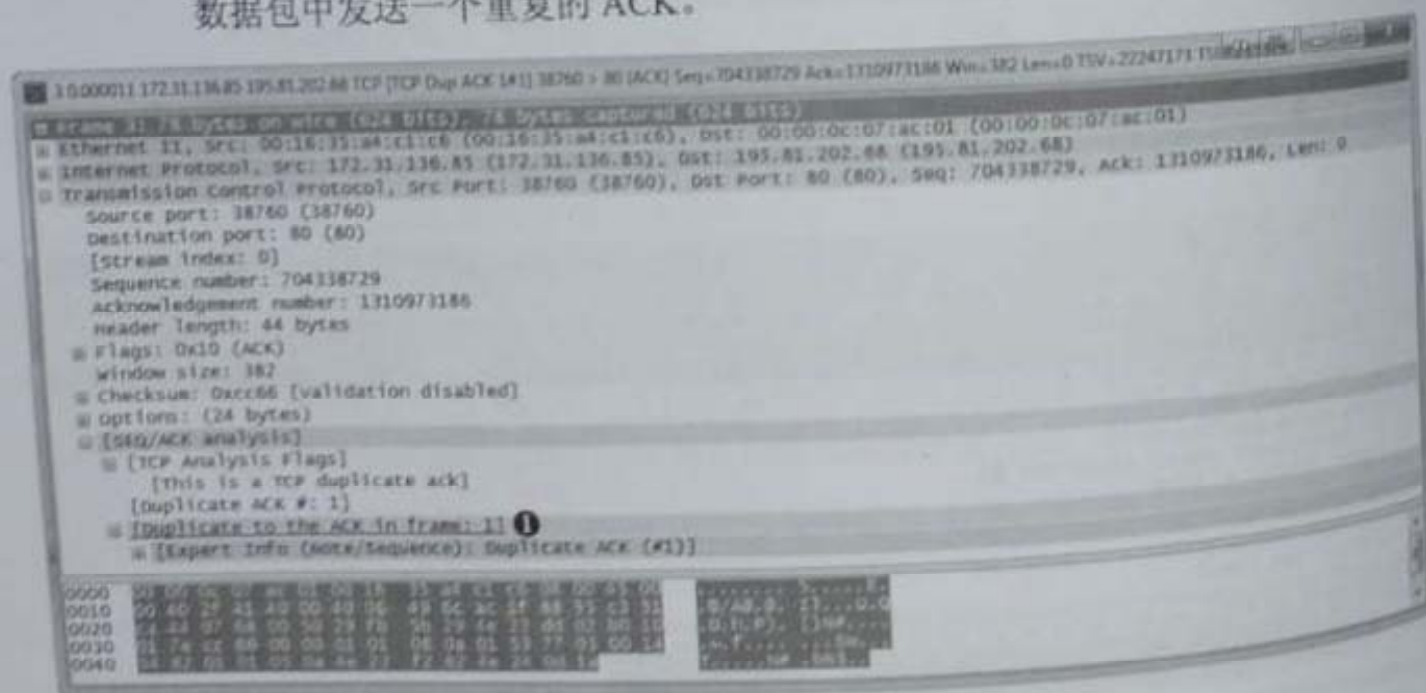 数据包中发送一个重复的 ACK。
3 0.000011 172.31.136.85 195.81.202.68 TCP [TCP Dup ACK 1#1] 38760 > 80 [ACK] Seq=704338729 Ack=1310973186 Win=382 Len=0 TSV=22247171
Frame 3: 78 bytes on wire (624 bits), 78 bytes captured (624 bits)
Ethernet II, Src: 00:16:35:a4:c1:c6 (00:16:35:a4:c1:c6), Dst: 00:00:0c:07:ac:01 (00:00:0c:07:ac:01)
Internet Protocol, Src: 172.31.136.85 (172.31.136.85), Dst: 195.81.202.68 (195.81.202.68)
Transmission Control Protocol, Src Port: 38760 (38760), Dst Port: 80 (80), Seq: 704338729, Ack: 1310973186, Len: 0
Source port: 38760 (38760)
Destination port: 80 (80)
[Stream index: 0]
Sequence number: 704338729
Acknowledgement number: 1310973186
Header length: 44 bytes
Flags: 0x10 (ACK)
Window size: 382
Checksum: 0xcc66 [validation disabled]
Options: (24 bytes)
[SEQ/ACK analysis]
[TCP Analysis Flags]
[This is a TCP duplicate ack]
[Duplicate ACK #: 1]
[Duplicate to the ACK in frame: 1] ❶
[Expert Info (Note/Sequence): Duplicate ACK (#1)]
0000
0010
0020
0030
0040